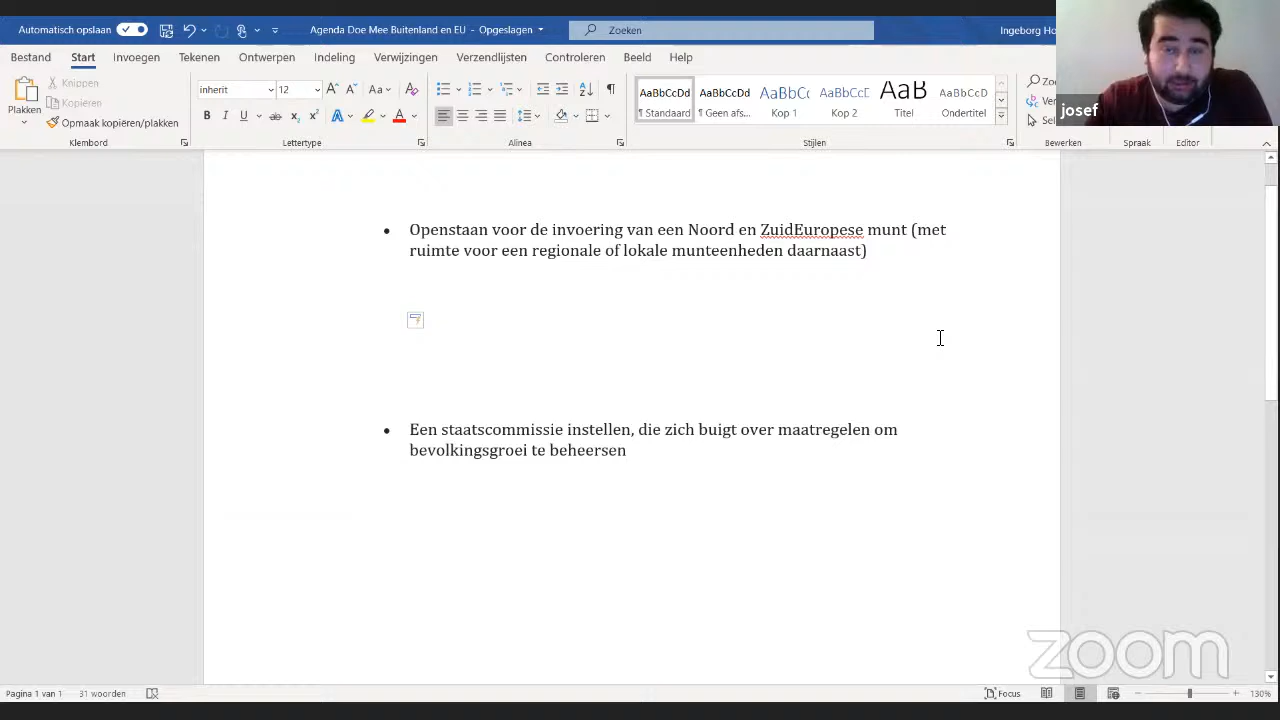 Automatisch opslaan
Agenda Doe Mee Buitenland en EU - Opgeslagen
Zoeken
Ingeborg Ho
Bestand Start Invoegen Tekenen Ontwerpen Indeling Verwijzingen Verzendlijsten Controleren Beeld Help
Plakken
Knippen
Kopiëren
Opmaak kopiëren/plakken
Klembord
inherit 12
Lettertype
Alinea
AaBbCcDd AaBbCcDd AaBbCc AaBbCcD AaB AaBbCcD
¶ Standaard ¶ Geen afs... Kop 1 Kop 2 Titel Ondertitel
Stijlen
Bewerken
Spraak
Editor
josef
• Openstaan voor de invoering van een Noord en ZuidEuropese munt (met
ruimte voor een regionale of lokale munteenheden daarnaast)
• Een staatscommissie instellen, die zich buigt over maatregelen om
bevolkingsgroei te beheersen
zoom
Pagina 1 van 1 31 woorden
Focus
130%